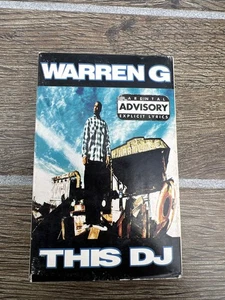 WARREN G
PARENTAL
ADVISORY
EXPLICIT LYRICS
THIS DJ